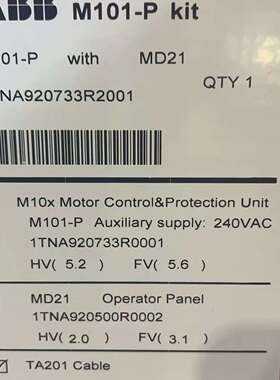 ABB M101-P kit
01-P with MD21
QTY 1
NA920733R2001
M10x Motor Control&Protection Unit
M101-P Auxiliary supply: 240VAC
1TNA920733R0001
HV( 5.2 ) FV( 5.6 )
MD21 Operator Panel
1TNA920500R0002
HV( 2.0 ) FV( 3.1 )
TA201 Cable